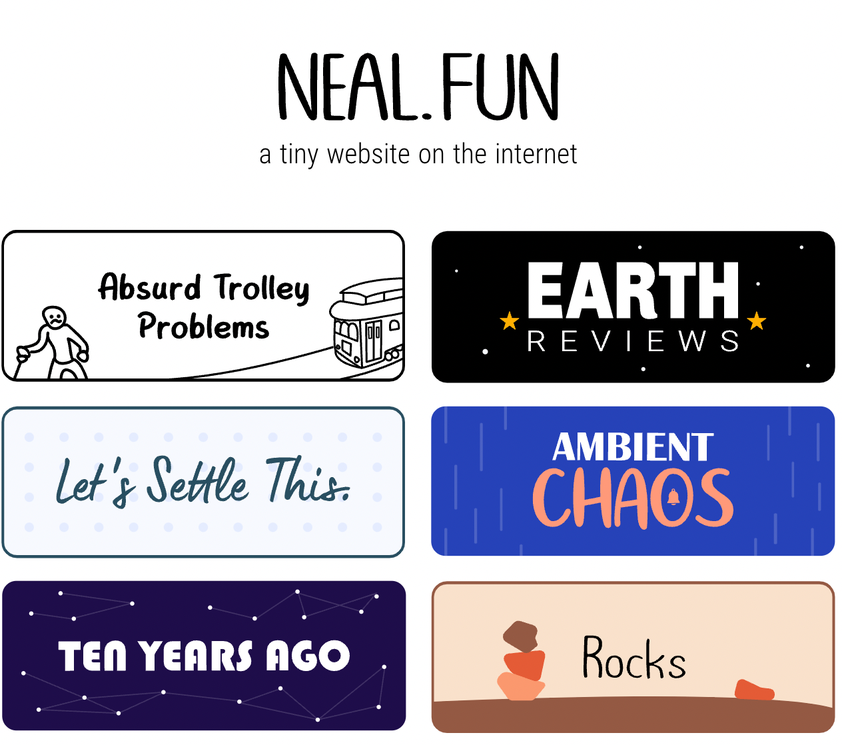 NEAL.FUN
a tiny website on the internet
Absurd Trolley
Problems
EARTH
REVIEWS
Let's Settle This.
AMBIENT
CHAOS
TEN YEARS AGO
Rocks